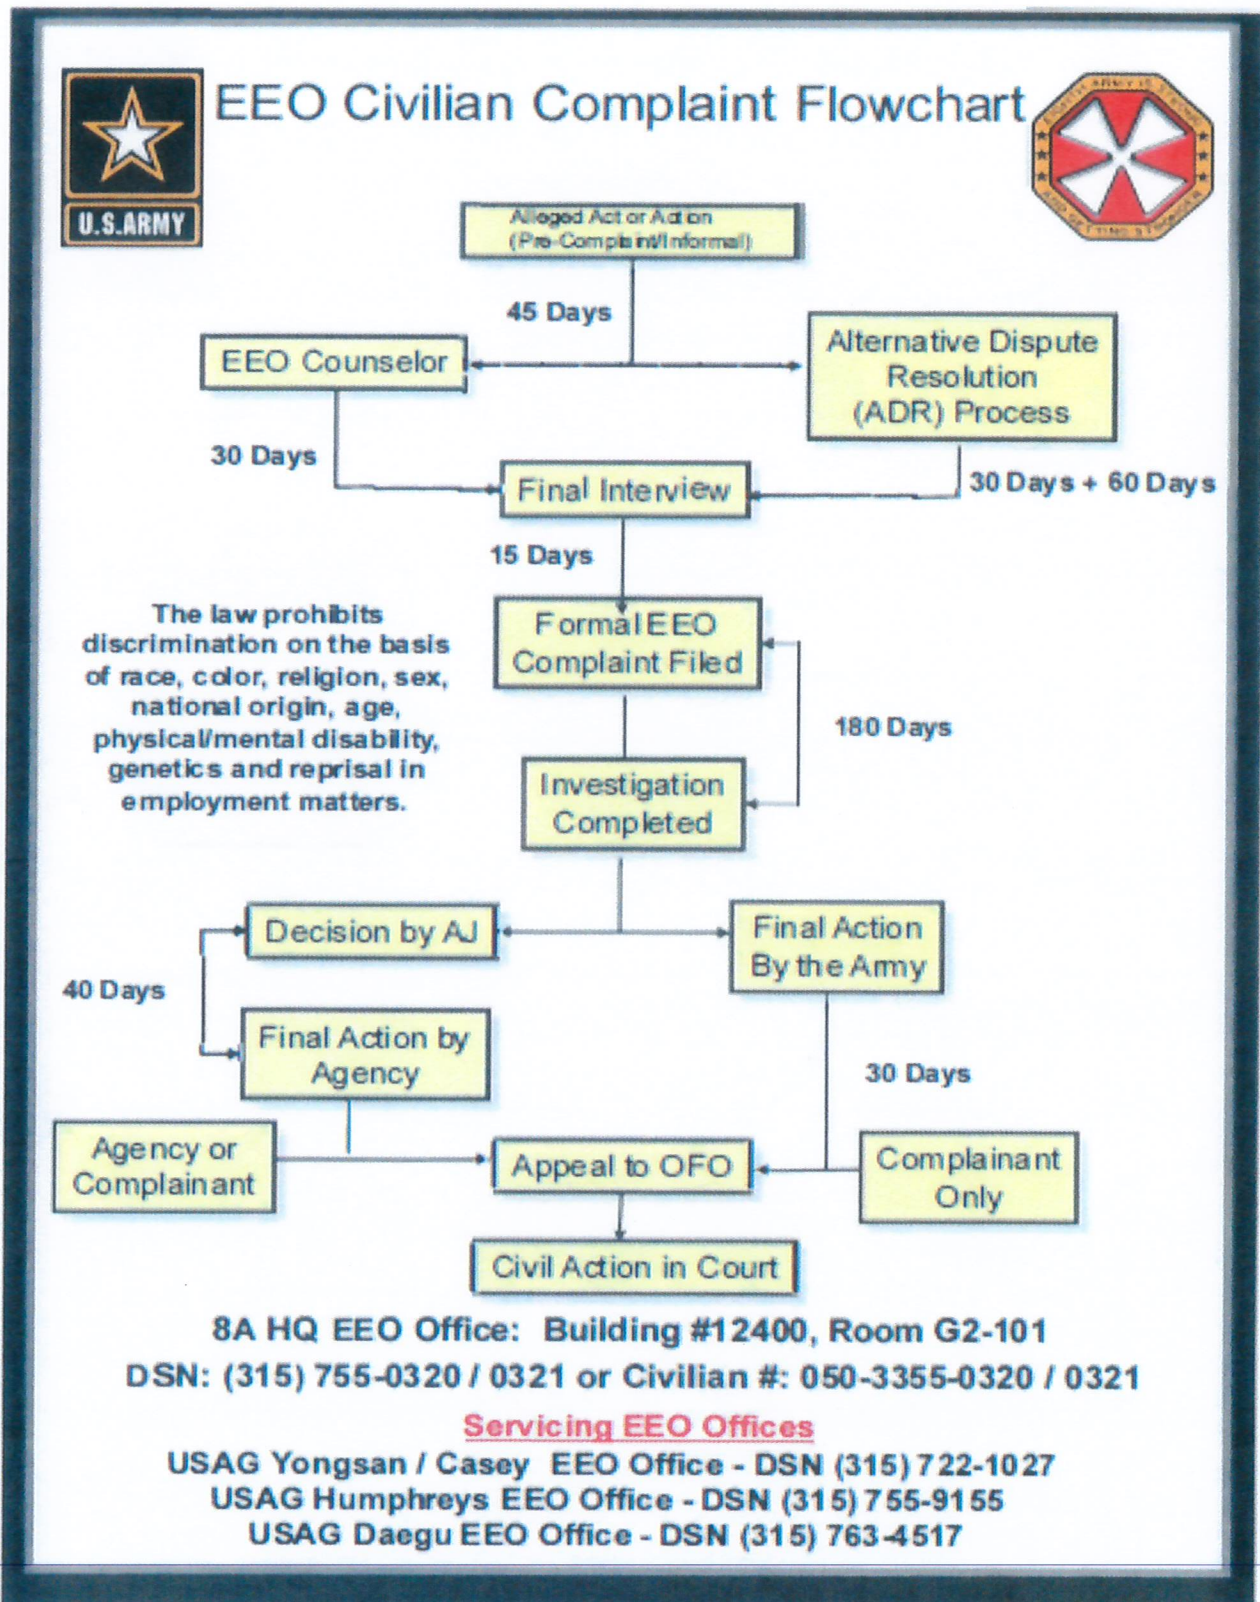 EEO Civilian Complaint Flowchart
U.S.ARMY
Alleged Act or Action
(Pre-Complaint/Informal)
45 Days
EEO Counselor
Alternative Dispute
Resolution
(ADR) Process
30 Days
Final Interview
30 Days + 60 Days
15 Days
The law prohibits
discrimination on the basis
of race, color, religion, sex,
national origin, age,
physical/mental disability,
genetics and reprisal in
employment matters.
Formal EEO
Complaint Filed
180 Days
Investigation
Completed
Decision by AJ
Final Action
By the Army
40 Days
Final Action by
Agency
30 Days
Agency or
Complainant
Appeal to OFO
Complainant
Only
Civil Action in Court
8A HQ EEO Office: Building #12400, Room G2-101
DSN: (315) 755-0320 / 0321 or Civilian #: 050-3355-0320 / 0321
Servicing EEO Offices
USAG Yongsan / Casey EEO Office - DSN (315) 722-1027
USAG Humphreys EEO Office - DSN (315) 755-9155
USAG Daegu EEO Office - DSN (315) 763-4517